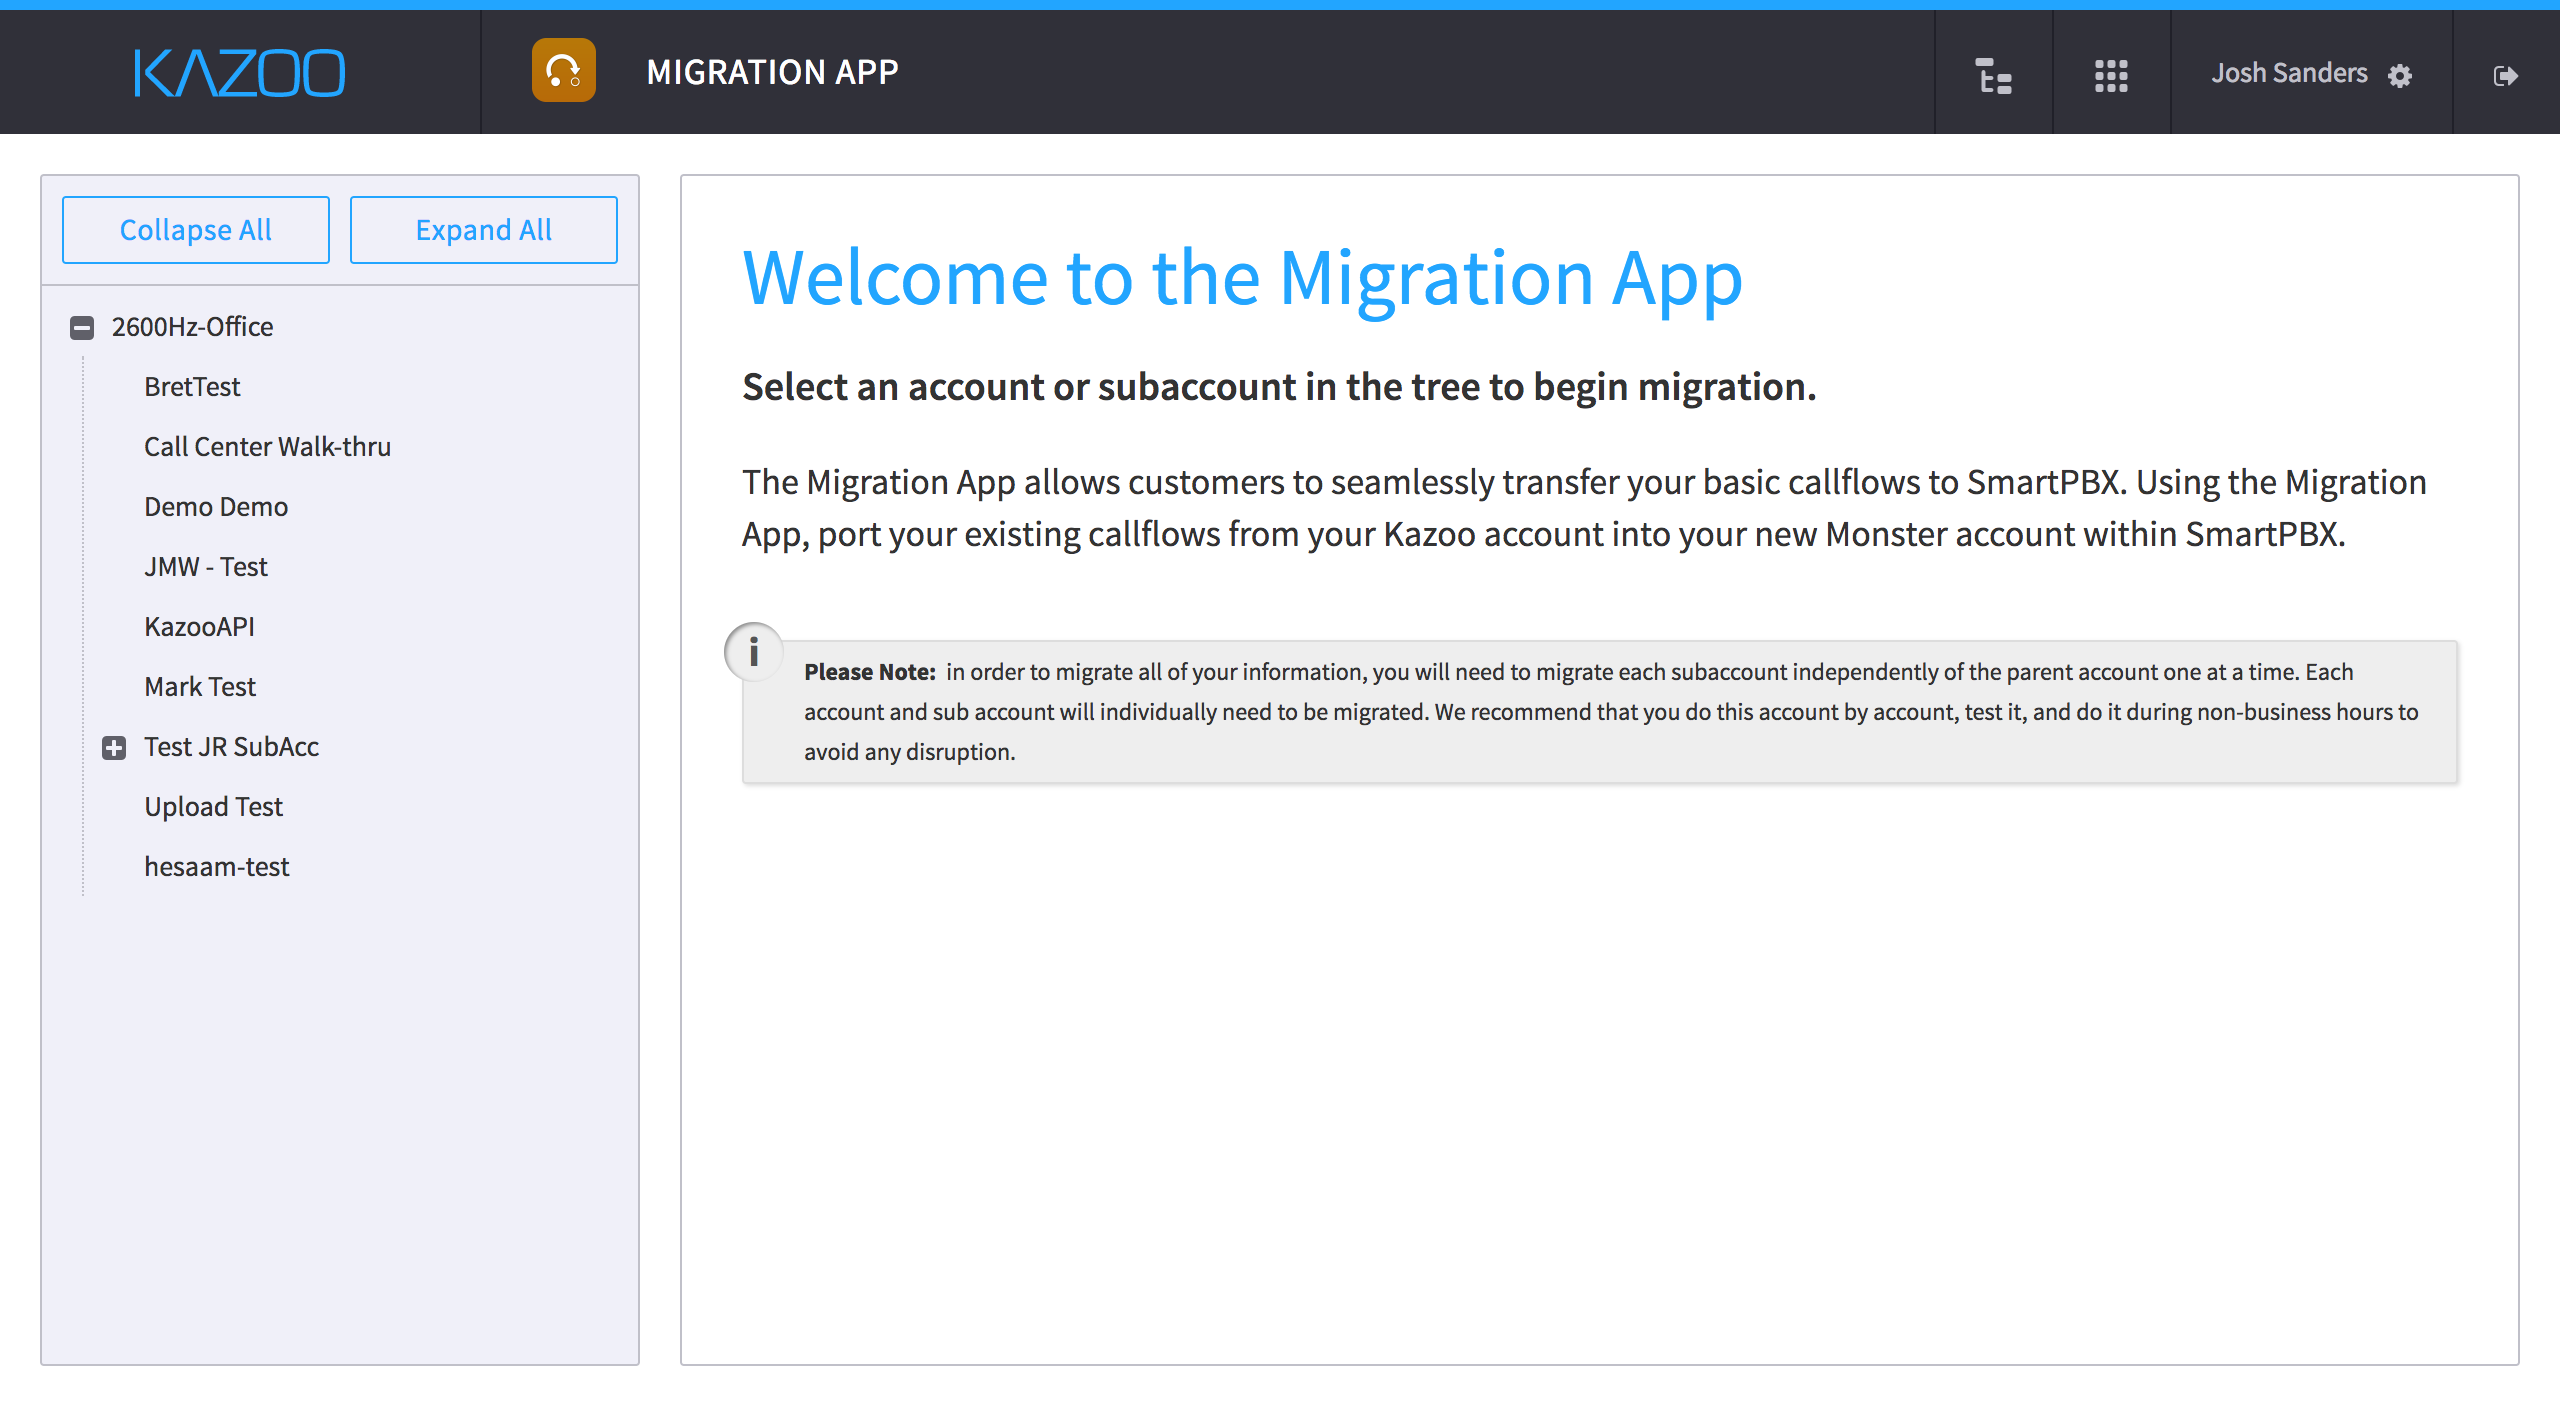 KAZOO
MIGRATION APP
Josh Sanders
Collapse All
Expand All
2600Hz-Office
BretTest
Call Center Walk-thru
Demo Demo
JMW - Test
KazooAPI
Mark Test
Test JR SubAcc
Upload Test
hesaam-test
Welcome to the Migration App
Select an account or subaccount in the tree to begin migration.
The Migration App allows customers to seamlessly transfer your basic callflows to SmartPBX. Using the Migration
App, port your existing callflows from your Kazoo account into your new Monster account within SmartPBX.
i
Please Note: in order to migrate all of your information, you will need to migrate each subaccount independently of the parent account one at a time. Each
account and sub account will individually need to be migrated. We recommend that you do this account by account, test it, and do it during non-business hours to
avoid any disruption.